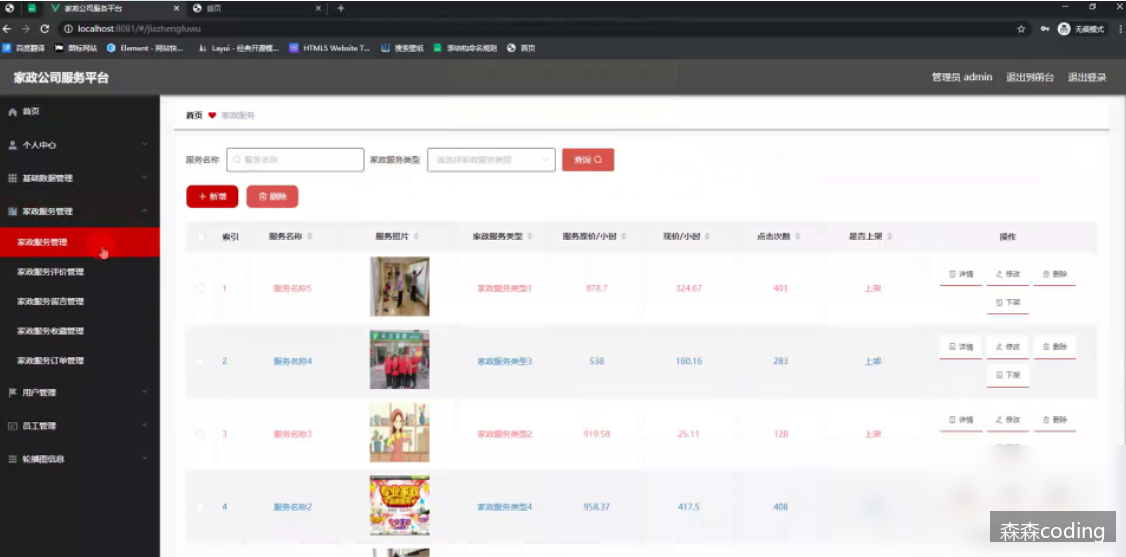 家政公司服务平台
首页
localhost:8081/#/jiazhengfuwu
无痕模式
百度翻译
图标网站
Element - 网站快...
Layui - 经典开源模...
HTML5 Website T...
搜多壁纸
驱动的命名规则
首页
家政公司服务平台
管理员 admin
退出到前台
退出登录
首页
个人中心
基础数据管理
家政服务管理
家政服务管理
家政服务评价管理
家政服务留言管理
家政服务收藏管理
家政服务订单管理
用户管理
员工管理
轮播图信息
首页 家政服务
服务名称 服务名称 家政服务类型 请选择家政服务类型 查询
+ 新增 删除
索引 服务名称 服务照片 家政服务类型 服务原价/小时 现价/小时 点击次数 是否上架 操作
1 服务名称5 家政服务类型1 878.7 324.67 401 上架 详情 修改 删除
下架
2 服务名称4 家政服务类型3 538 160.16 283 上架 详情 修改 删除
下架
3 服务名称3 家政服务类型2 919.58 25.11 128 上架 详情 修改 删除
专业家政
4 服务名称2 家政服务类型4 958.37 417.5 408
森森coding